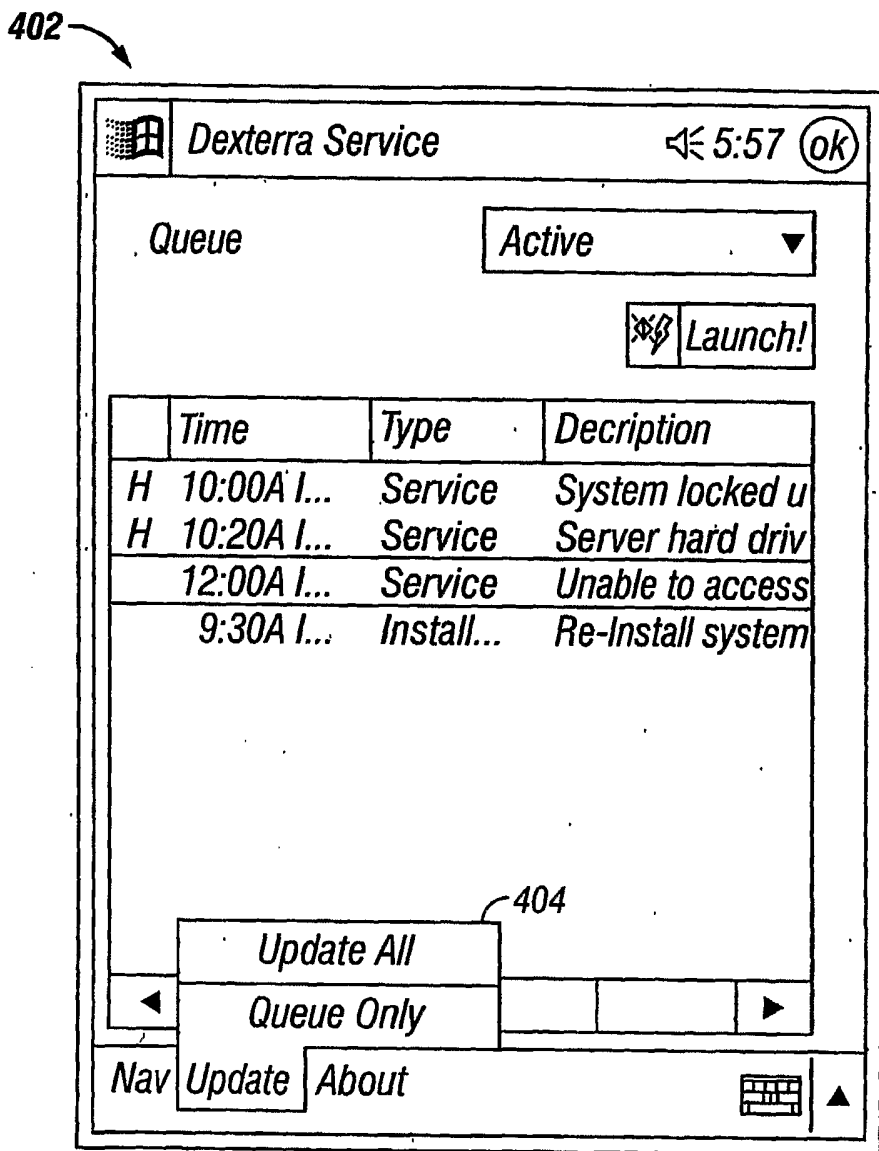 402
Dexterra Service 5:57 ok
Queue Active
Launch!
Time Type Decription
H 10:00A I... Service System locked u
H 10:20A I... Service Server hard driv
12:00A I... Service Unable to access
9:30A I... Install... Re-Install system
404
Update All
Queue Only
Nav Update About